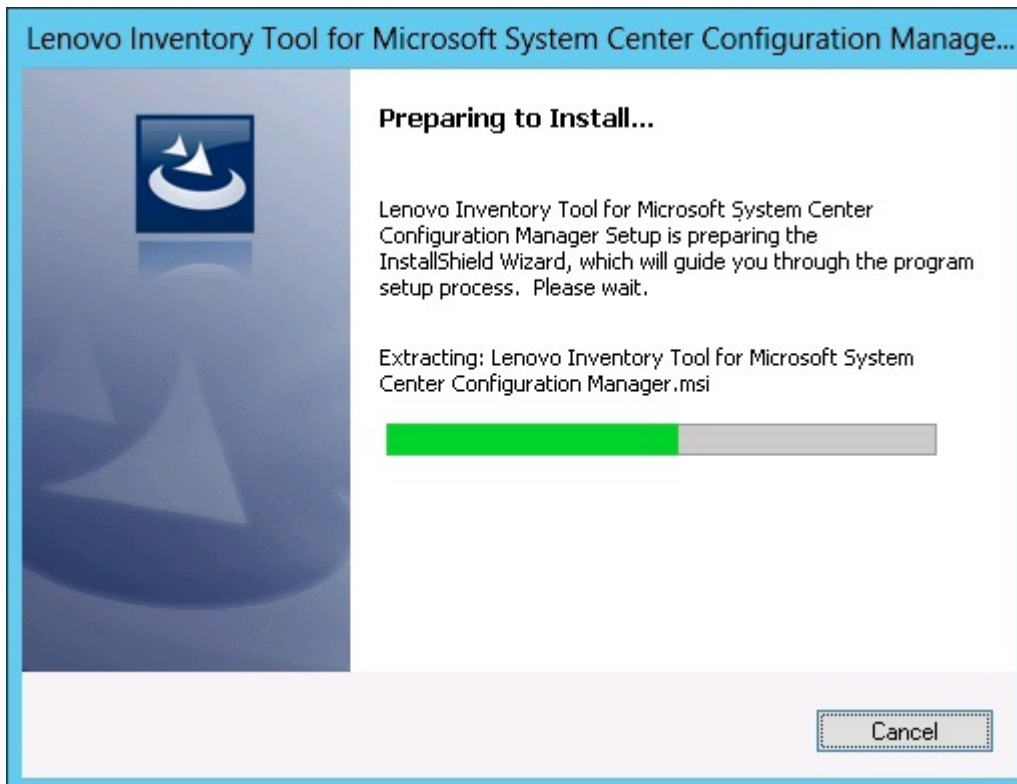 Lenovo Inventory Tool for Microsoft System Center Configuration Manage...
Preparing to Install...
Lenovo Inventory Tool for Microsoft System Center
Configuration Manager Setup is preparing the
InstallShield Wizard, which will guide you through the program
setup process.  Please wait.
Extracting: Lenovo Inventory Tool for Microsoft System
Center Configuration Manager.msi
Cancel